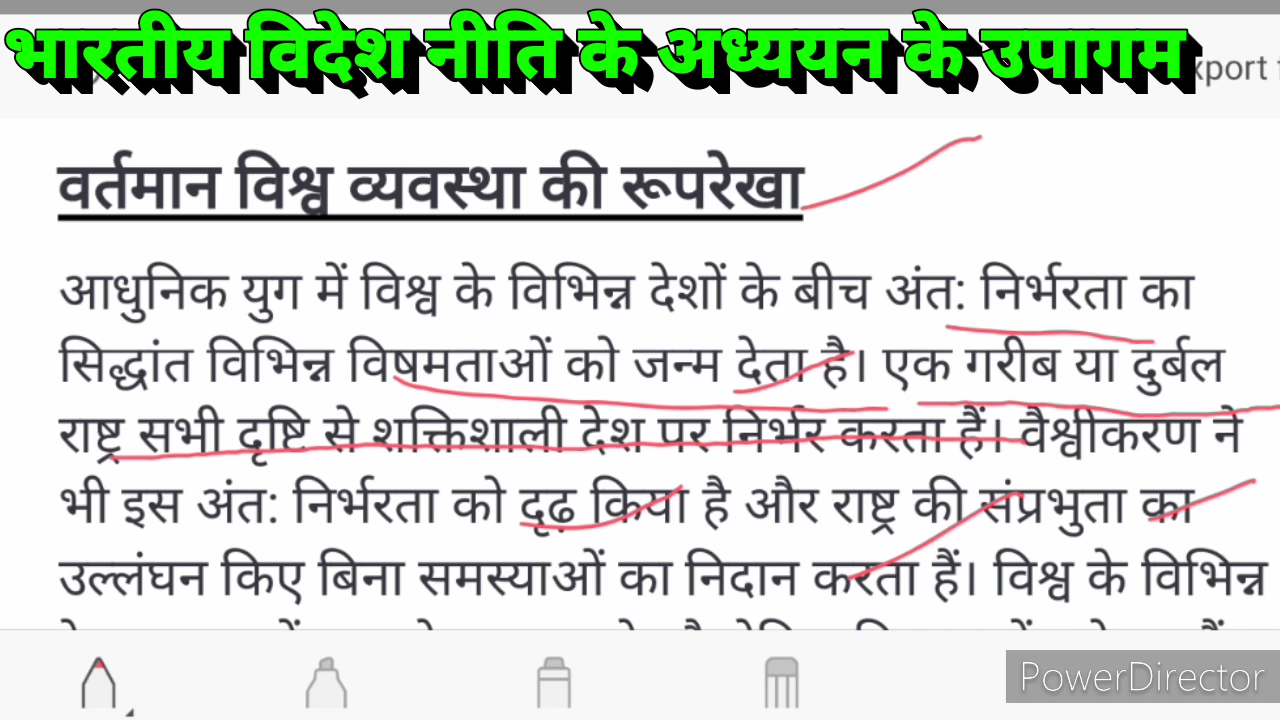 भारतीय विदेश नीति के अध्ययन के उपागम
xport
वर्तमान विश्व व्यवस्था की रूपरेखा
आधुनिक युग में विश्व के विभिन्न देशों के बीच अंत: निर्भरता का
सिद्धांत विभिन्न विषमताओं को जन्म देता है। एक गरीब या दुर्बल
राष्ट्र सभी दृष्टि से शक्तिशाली देश पर निर्भर करता हैं। वैश्वीकरण ने
भी इस अंत: निर्भरता को दृढ़ किया है और राष्ट्र की संप्रभुता का
उल्लंघन किए बिना समस्याओं का निदान करता हैं। विश्व के विभिन्न
PowerDirector